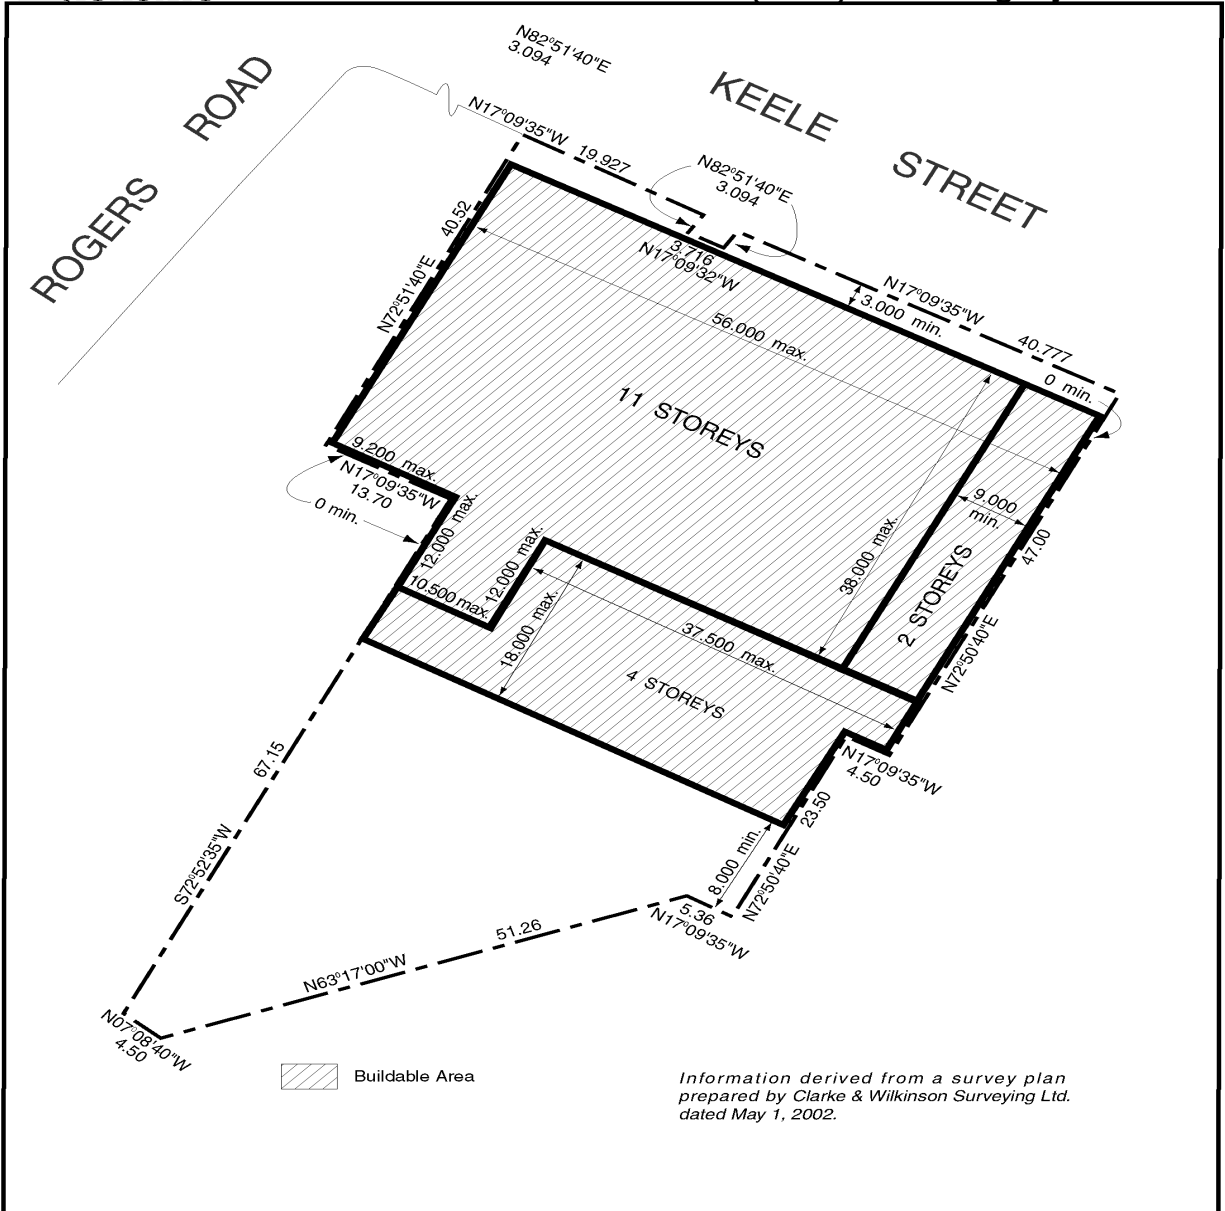 N82°51'40"E
3.094
KEELE
STREET
ROGERS ROAD
N17°09'35"W
19.927
N82°51'40"E
3.094
3.716
N17°09'32"W
N17°09'35"W
3.000 min.
40.777
0 min.
40.52
N72°51'40"E
56.000 max.
11 STOREYS
9.200 max.
N17°09'35"W
13.70
0 min.
12.000 max.
10.500 max.
12.000 max.
18.000 max.
37.500 max.
4 STOREYS
38.000 max.
9.000
min.
2 STOREYS
47.00
N72°50'40"E
N17°09'35"W
4.50
23.50
N72°50'40"E
8.000 min.
5.36
N17°09'35"W
67.15
S72°52'35"W
51.26
N63°17'00"W
N07°08'40"W
4.50
Buildable Area
Information derived from a survey plan
prepared by Clarke & Wilkinson Surveying Ltd.
dated May 1, 2002.